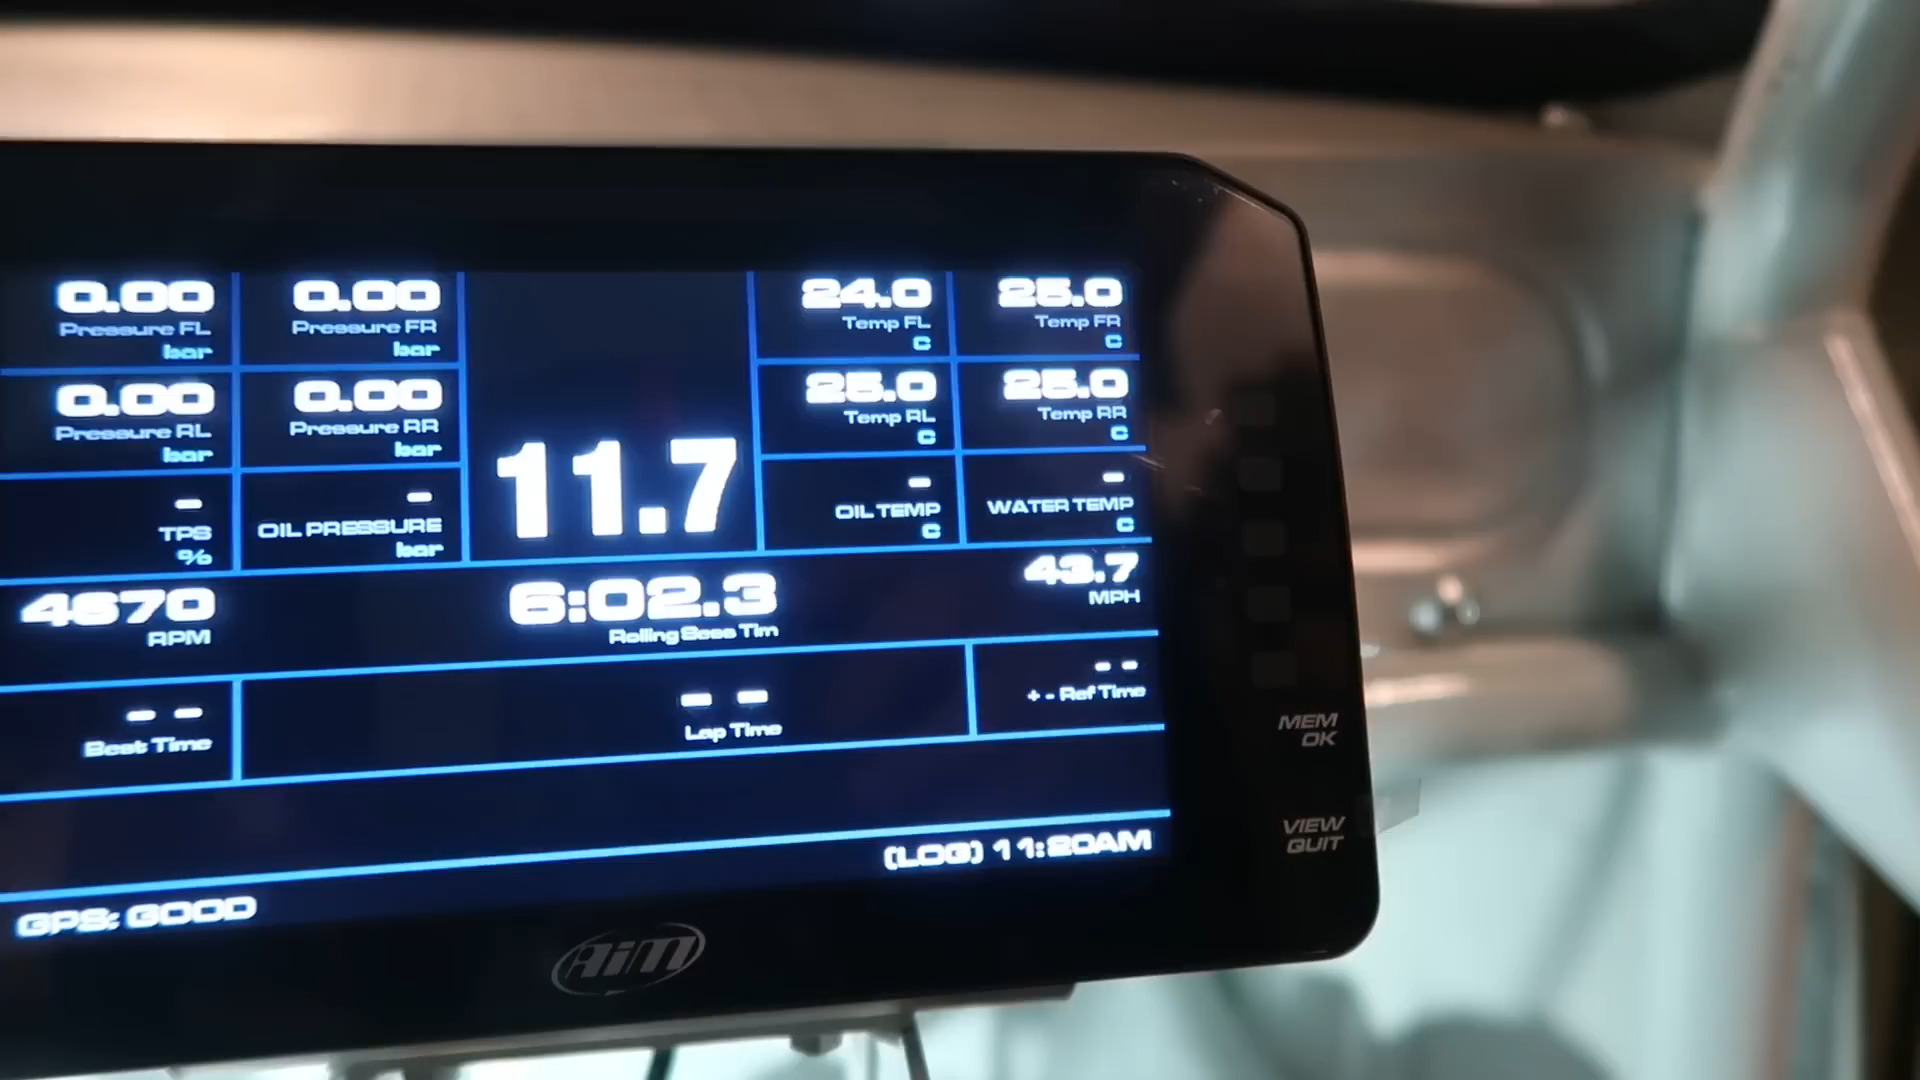 0.00 0.00 24.0 25.0
Pressure FL Pressure FR Temp FL Temp FR
bar bar C C
0.00 0.00 25.0 25.0
Pressure RL Pressure RR Temp RL Temp RR
bar bar C C
11.7
- - - -
TPS OIL PRESSURE OIL TEMP WATER TEMP
% bar C C
4670 6:02.3 43.7
RPM Rolling Sess Tim MPH
-- -- --
Best Time Lap Time + - Ref Time
MEM
OK
VIEW
QUIT
(LOG) 11:20AM
GPS: GOOD
AiM